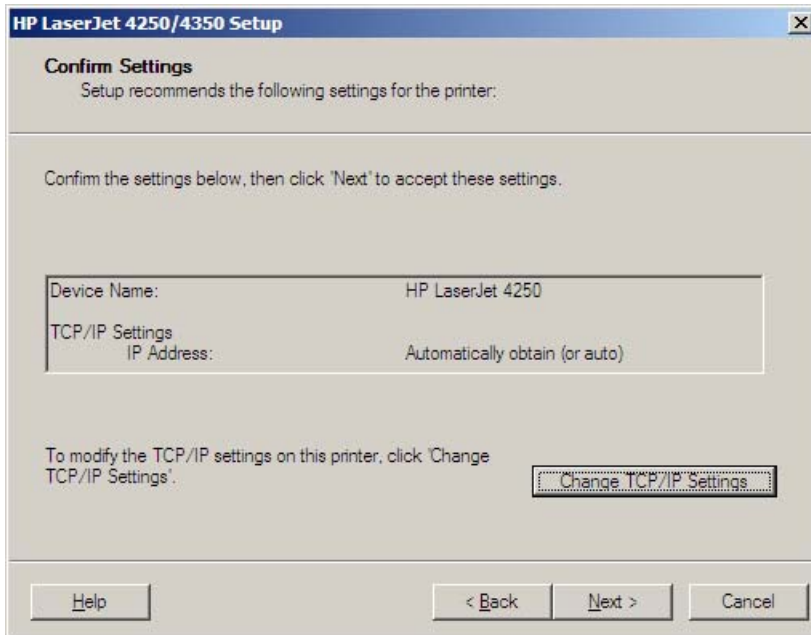 HP LaserJet 4250/4350 Setup
Confirm Settings
Setup recommends the following settings for the printer:
Confirm the settings below, then click 'Next' to accept these settings.
Device Name: HP LaserJet 4250
TCP/IP Settings
IP Address: Automatically obtain (or auto)
To modify the TCP/IP settings on this printer, click 'Change
TCP/IP Settings'.
Change TCP/IP Settings
Help < Back Next > Cancel